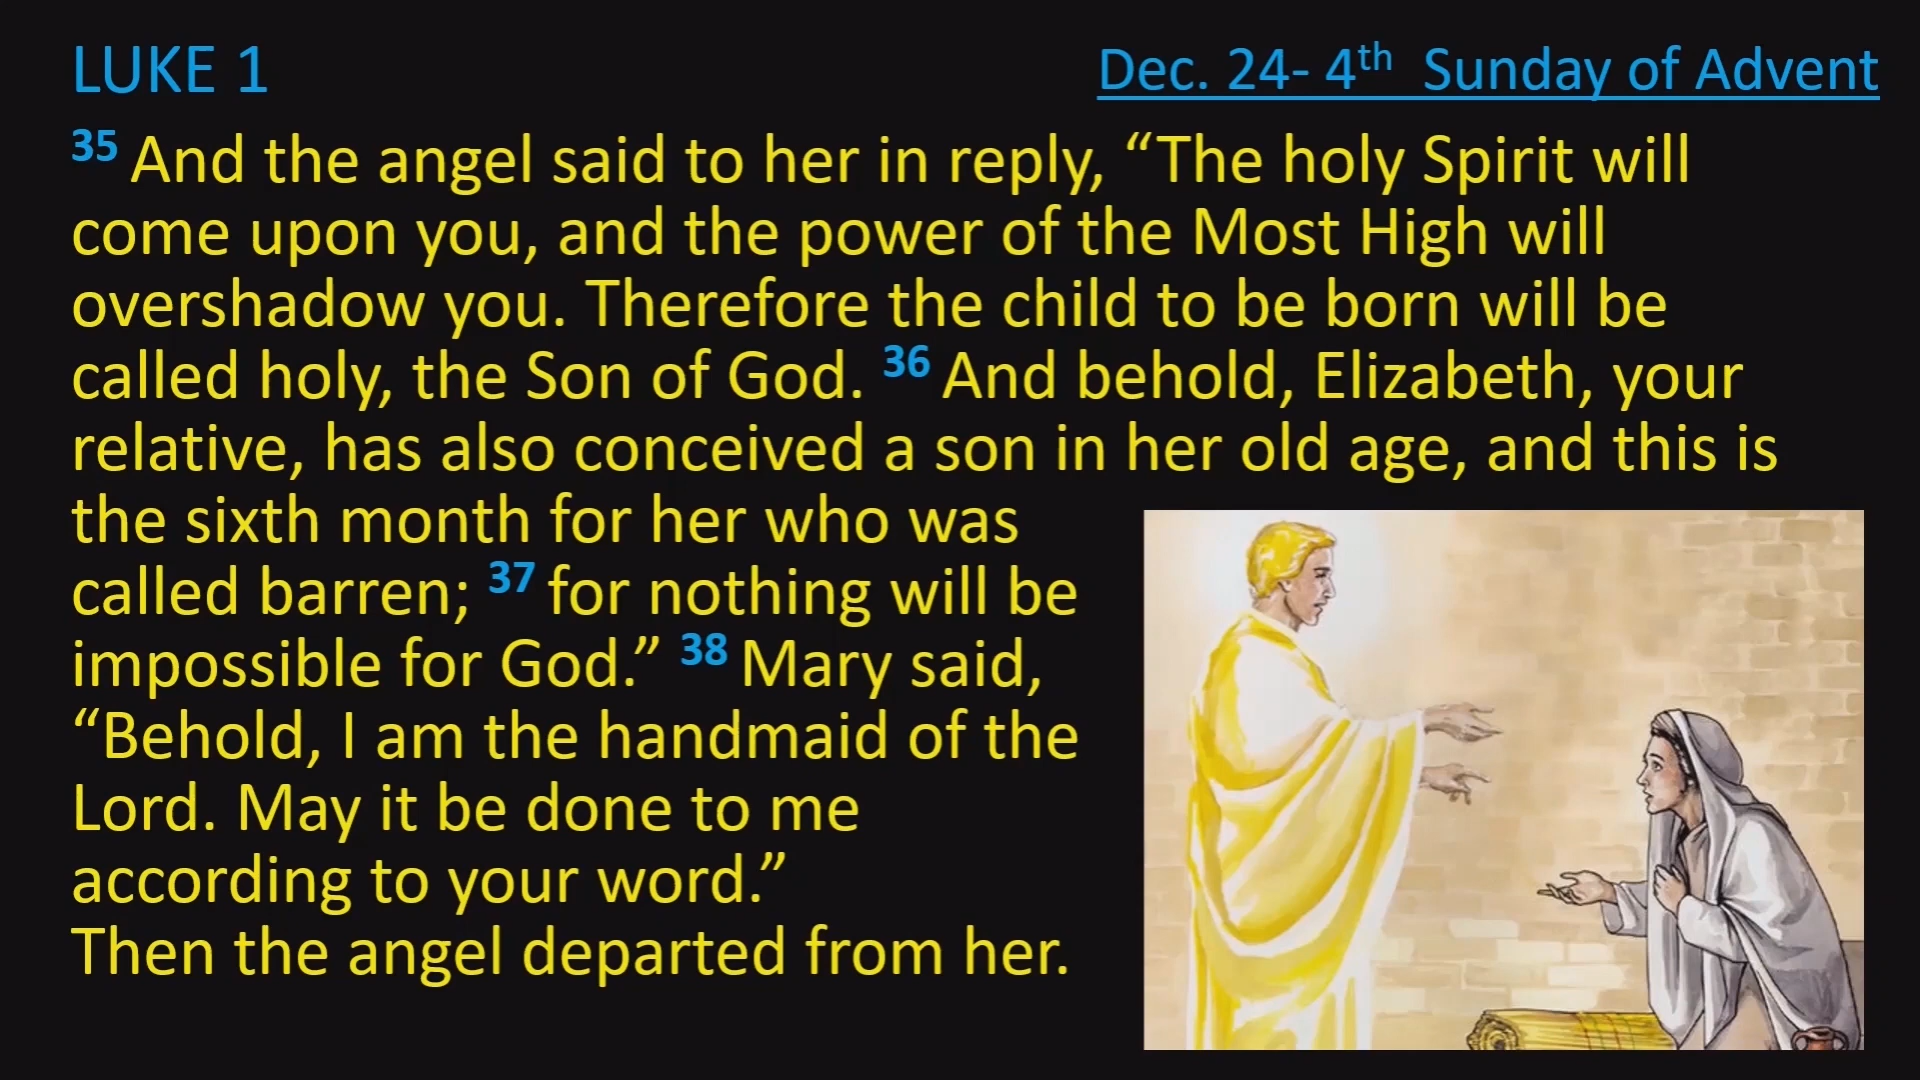 LUKE 1
Dec. 24- 4th Sunday of Advent
35 And the angel said to her in reply, “The holy Spirit will
come upon you, and the power of the Most High will
overshadow you. Therefore the child to be born will be
called holy, the Son of God. 36 And behold, Elizabeth, your
relative, has also conceived a son in her old age, and this is
the sixth month for her who was
called barren; 37 for nothing will be
impossible for God.” 38 Mary said,
“Behold, I am the handmaid of the
Lord. May it be done to me
according to your word.”
Then the angel departed from her.